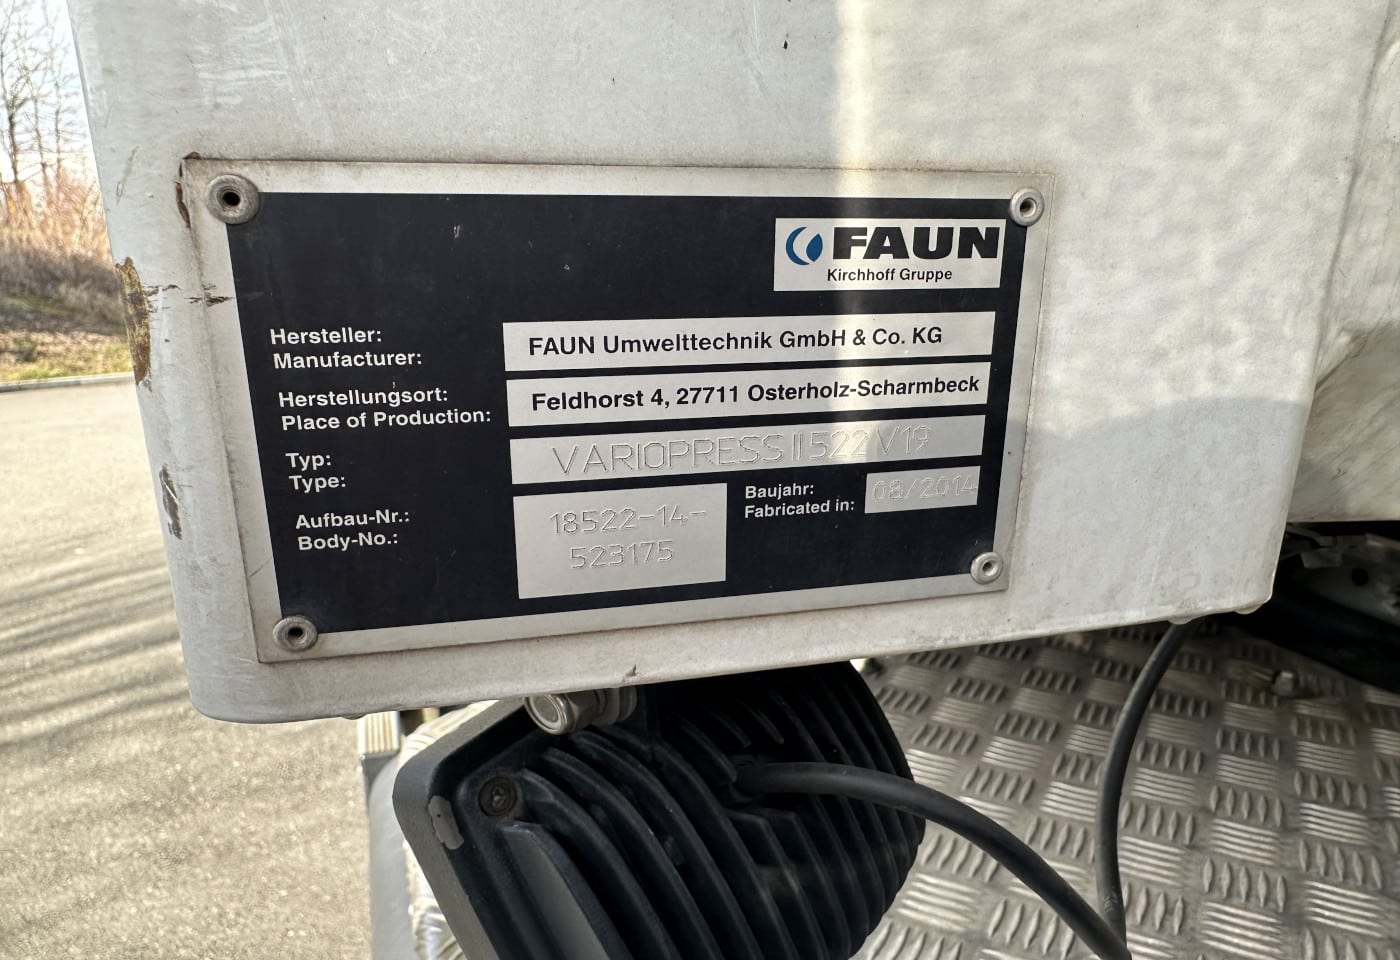 FAUN
Kirchhoff Gruppe
Hersteller:
Manufacturer:
FAUN Umwelttechnik GmbH & Co. KG
Herstellungsort:
Place of Production:
Feldhorst 4, 27711 Osterholz-Scharmbeck
Typ:
Type:
VARIOPRESS II 522 V19
Aufbau-Nr.:
Body-No.:
18522-14-
523175
Baujahr:
Fabricated in:
08/2014